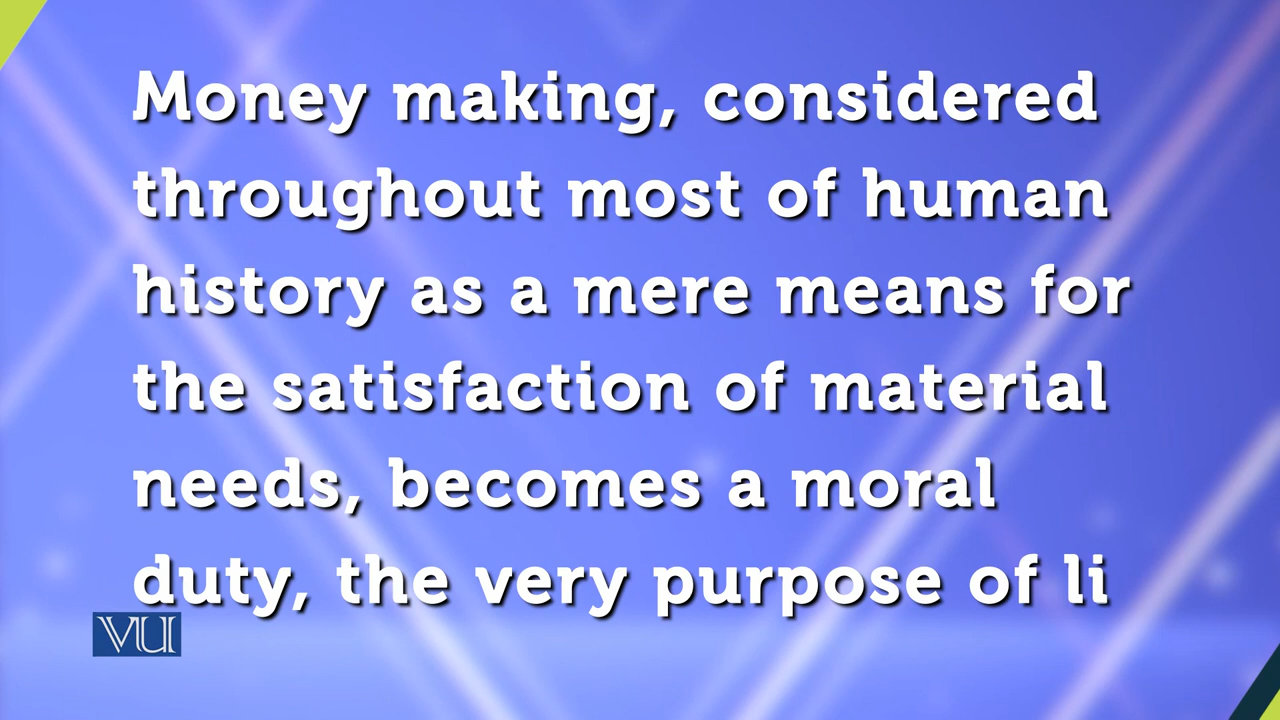 Money making, considered
throughout most of human
history as a mere means for
the satisfaction of material
needs, becomes a moral
duty, the very purpose of li
VU